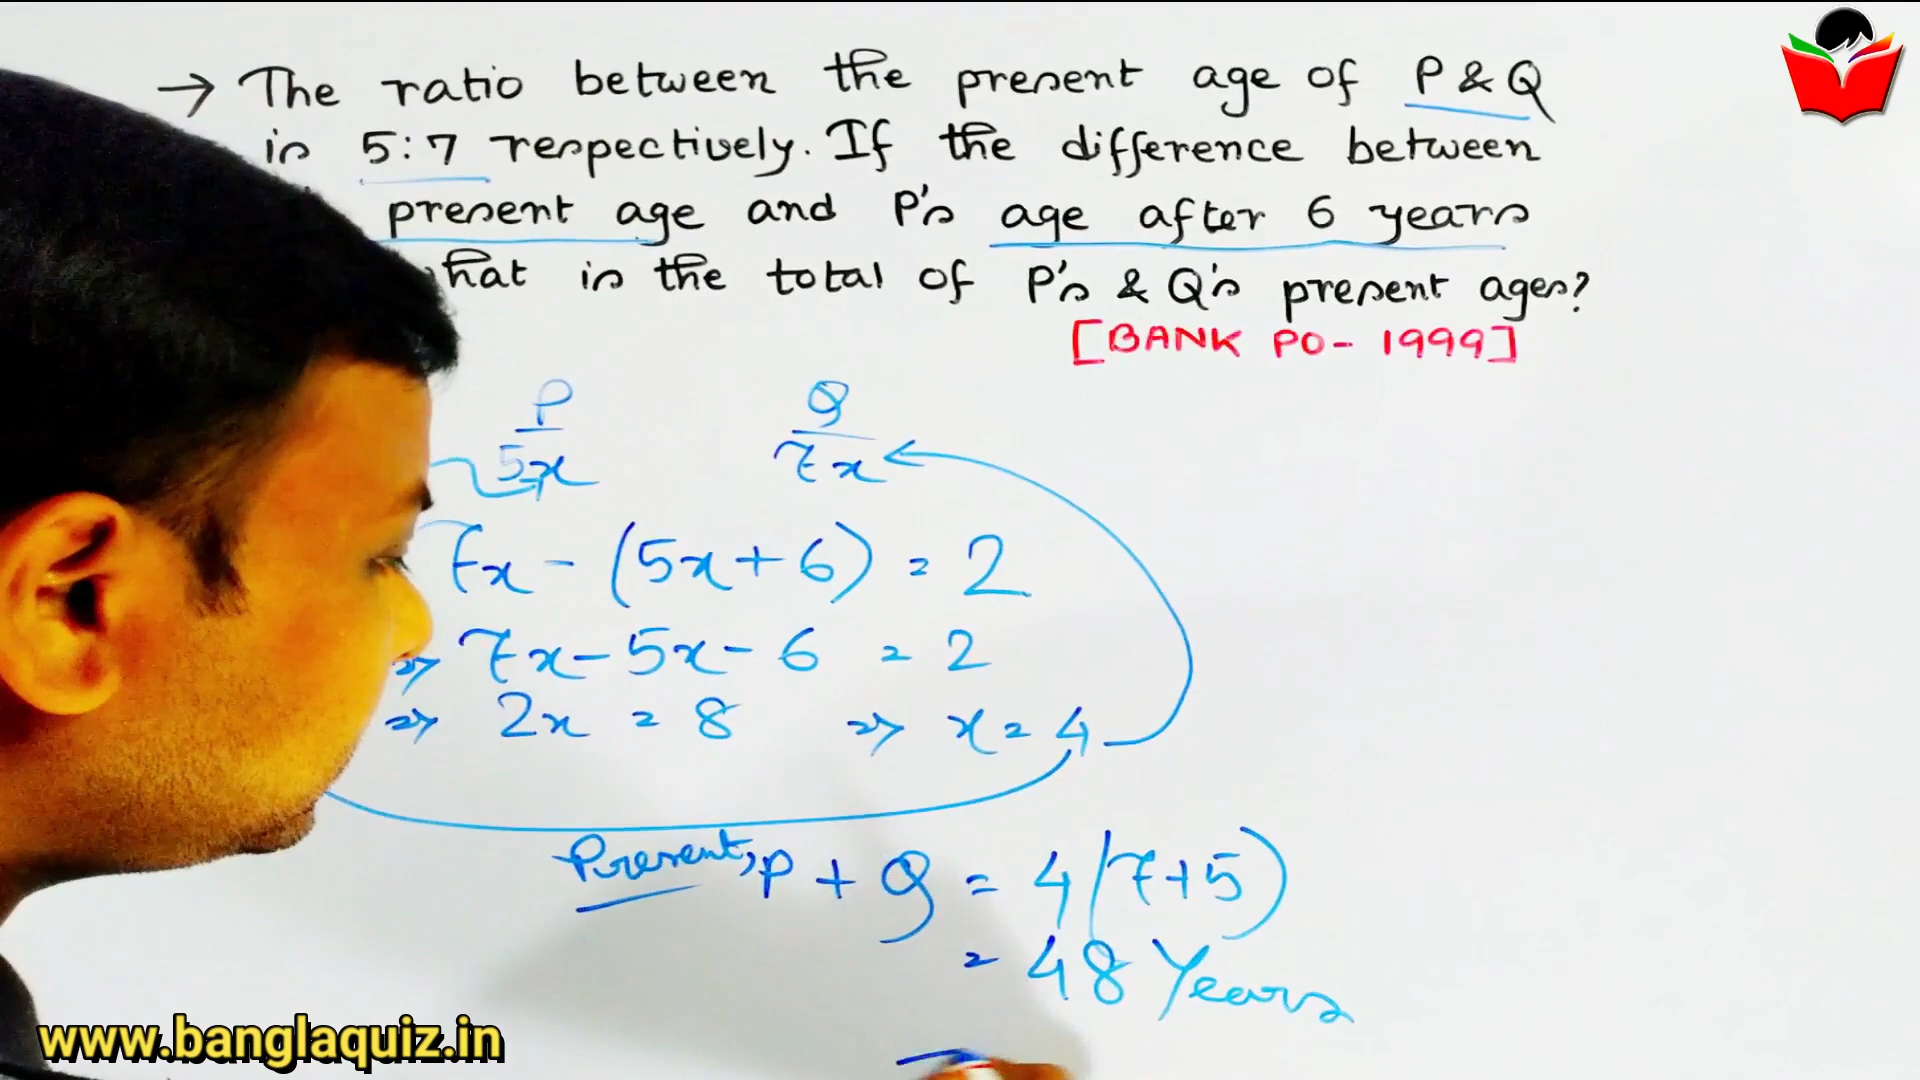 → The ratio between the present age of P & Q
is 5:7 respectively. If the difference between
present age and P's age after 6 years
hat is the total of P's & Q's present ages?
[BANK PO- 1999]
P Q
5x 7x
7x - (5x+6) = 2
⇒ 7x - 5x - 6 = 2
⇒ 2x = 8 ⇒ x = 4
Present, P + Q = 4(7+5)
= 48 Years
www.banglaquiz.in